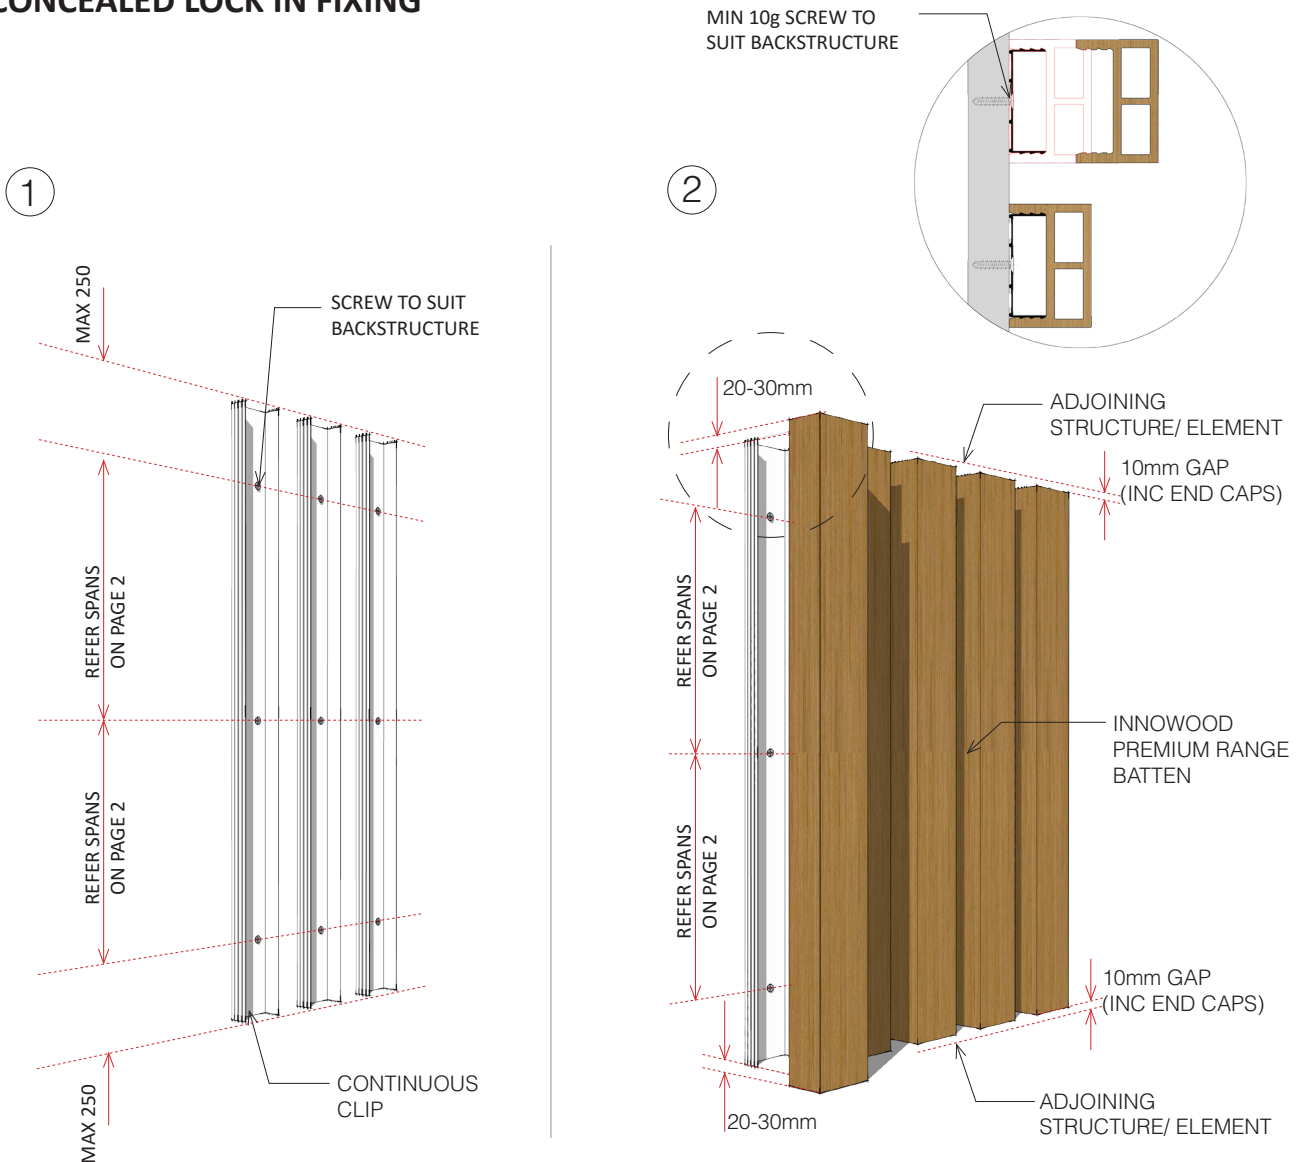 CONCEALED LOCK IN FIXING
MIN 10g SCREW TO
SUIT BACKSTRUCTURE
1
MAX 250
SCREW TO SUIT
BACKSTRUCTURE
REFER SPANS
ON PAGE 2
REFER SPANS
ON PAGE 2
MAX 250
CONTINUOUS
CLIP
2
20-30mm
ADJOINING
STRUCTURE/ ELEMENT
10mm GAP
(INC END CAPS)
REFER SPANS
ON PAGE 2
INNOWOOD
PREMIUM RANGE
BATTEN
REFER SPANS
ON PAGE 2
10mm GAP
(INC END CAPS)
20-30mm
ADJOINING
STRUCTURE/ ELEMENT